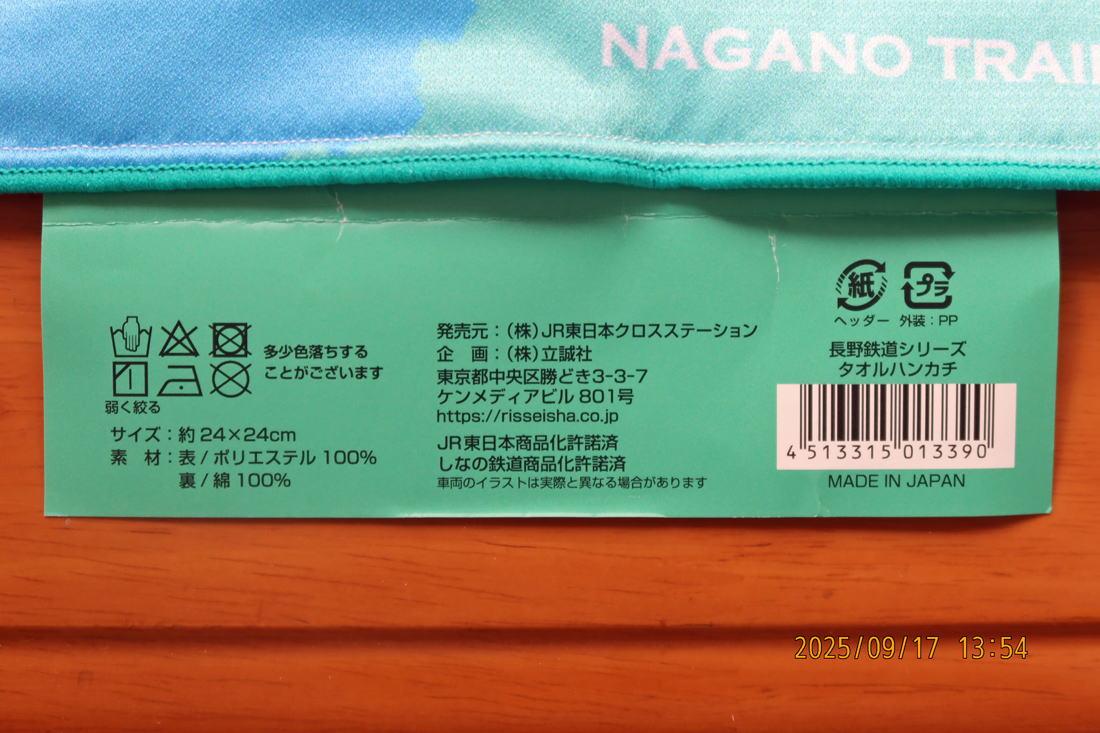 NAGANO TRAI
紙
プラ
ヘッダー 外装：PP
長野鉄道シリーズ
タオルハンカチ
4 513315 013390
MADE IN JAPAN
多少色落ちする
ことがございます
弱く絞る
サイズ：約24×24cm
素　材：表/ポリエステル 100%
裏/綿 100%
発売元：（株）JR東日本クロスステーション
企　画：（株）立誠社
東京都中央区勝どき3-3-7
ケンメディアビル 801号
https://risseisha.co.jp
JR東日本商品化許諾済
しなの鉄道商品化許諾済
車両のイラストは実際と異なる場合があります
2025/09/17 13:54